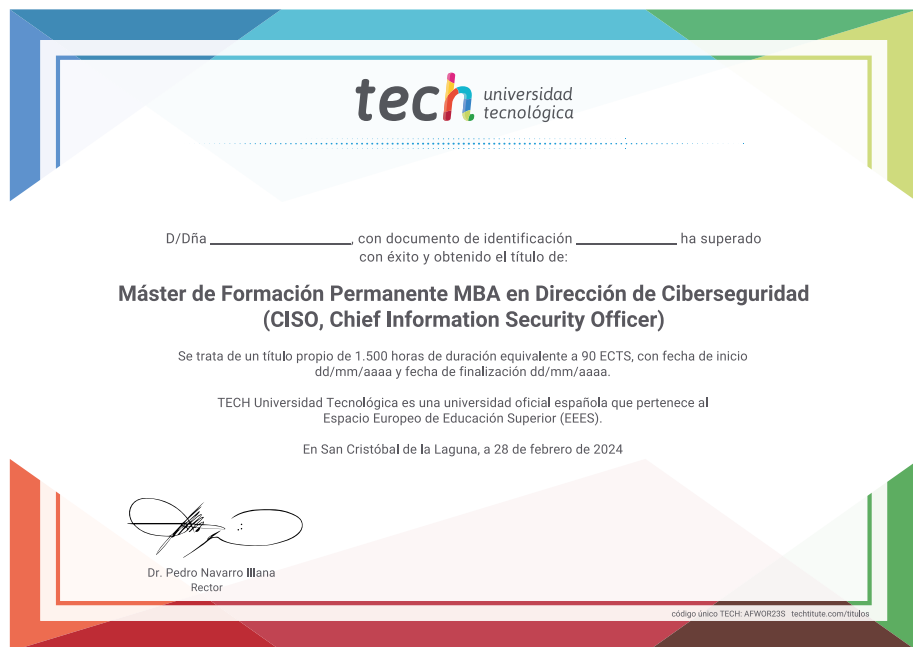 tech universidad
tecnológica
D/Dña ___________________, con documento de identificación ______________ ha superado
con éxito y obtenido el título de:
Máster de Formación Permanente MBA en Dirección de Ciberseguridad
(CISO, Chief Information Security Officer)
Se trata de un título propio de 1.500 horas de duración equivalente a 90 ECTS, con fecha de inicio
dd/mm/aaaa y fecha de finalización dd/mm/aaaa.
TECH Universidad Tecnológica es una universidad oficial española que pertenece al
Espacio Europeo de Educación Superior (EEES).
En San Cristóbal de la Laguna, a 28 de febrero de 2024
Dr. Pedro Navarro Illana
Rector
código único TECH: AFWOR23S techtitute.com/titulos